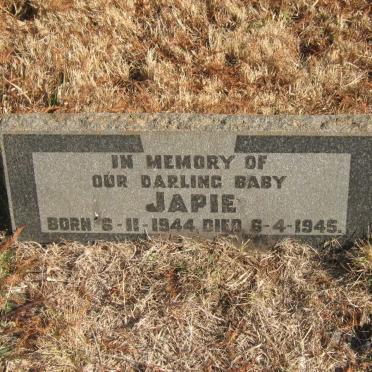 IN MEMORY OF
OUR DARLING BABY
JAPIE
BORN 6-11-1944. DIED 6-4-1945.